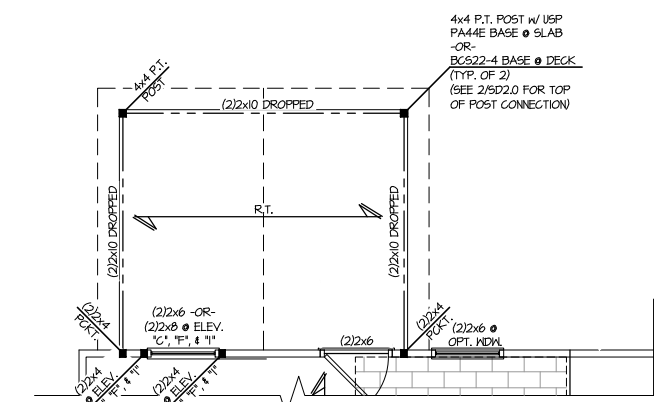 4x4 P.T. POST w/ USP
PA44E BASE @ SLAB
-OR-
BCS22-4 BASE @ DECK
(TYP. OF 2)
(SEE 2/SD2.0 FOR TOP
OF POST CONNECTION)
4x4 P.T.
POST
(2)2x10 DROPPED
(2)2x10 DROPPED
R.T.
(2)2x10 DROPPED
(2)2x4
PCKT.
(2)2x6 -OR-
(2)2x8 @ ELEV.
"C", "F", & "I"
(2)2x6
(2)2x4
PCKT.
(2)2x6 @
OPT. WDW.
(2)2x4
@ ELEV.
"F", & "I"
(2)2x4
@ ELEV.
"F", & "I"